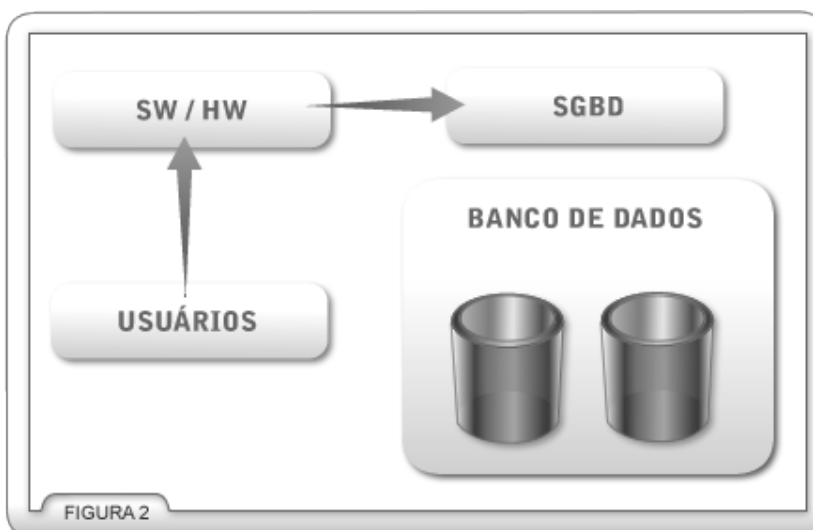 SW / HW
SGBD
BANCO DE DADOS
USUÁRIOS
FIGURA 2